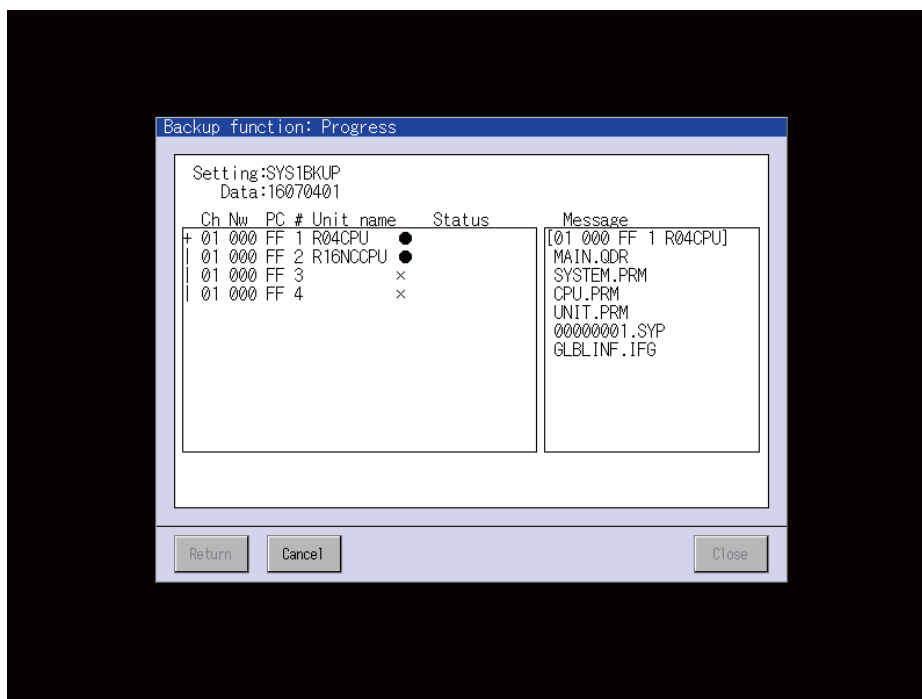 Backup function: Progress
Setting:SYS1BKUP
Data:16070401
Ch Nw PC # Unit name Status
+ 01 000 FF 1 R04CPU ●
| 01 000 FF 2 R16NCCPU ●
| 01 000 FF 3 ×
| 01 000 FF 4 ×
Message
[01 000 FF 1 R04CPU]
MAIN.QDR
SYSTEM.PRM
CPU.PRM
UNIT.PRM
00000001.SYP
GLBLINF.IFG
Return Cancel Close